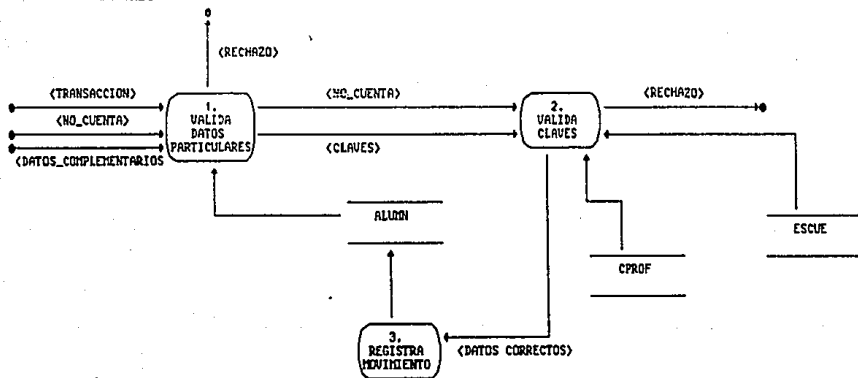 <RECHAZO>
<TRANSACCION>
<NO_CUENTA>
<DATOS_COMPLEMENTARIOS
1.
VALIDA
DATOS
PARTICULARES
<NO_CUENTA>
<CLAVES>
2.
VALIDA
CLAVES
<RECHAZO>
ALUMN
CPROF
ESCUE
3.
REGISTRA
MOVIMIENTO
<DATOS CORRECTOS>